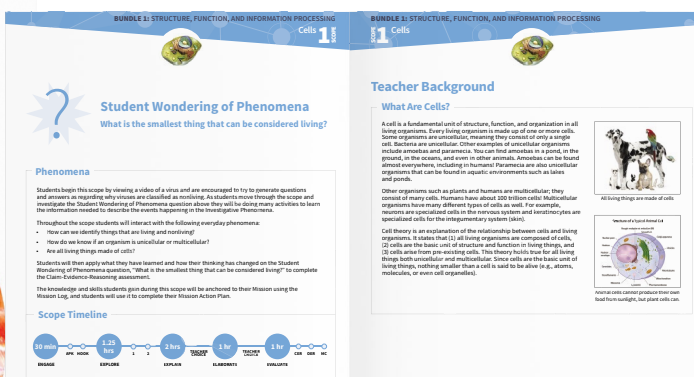 BUNDLE 1: STRUCTURE, FUNCTION, AND INFORMATION PROCESSING
Cells 1 SCOPE
Student Wondering of Phenomena
What is the smallest thing that can be considered living?
Phenomena
Students begin this scope by viewing a video of a virus and are encouraged to try to generate questions
and answers as regarding why viruses are classified as nonliving. As students move through the scope and
investigate the Student Wondering of Phenomena question above they will be doing many activities to learn
the information needed to describe the events happening in the Investigative Phenomena.
Throughout the scope students will interact with the following everyday phenomena:
• How can we identify things that are living and nonliving?
• How do we know if an organism is unicellular or multicellular?
• Are all living things made of cells?
Students will then apply what they have learned and how their thinking has changed on the Student
Wondering of Phenomena question, "What is the smallest thing that can be considered living?" to complete
the Claim-Evidence-Reasoning assessment.
The knowledge and skills students gain during this scope will be anchored to their Mission using the
Mission Log, and students will use it to complete their Mission Action Plan.
Scope Timeline
30 min
APK
HOOK
1.25
hrs
1
2
2 hrs
TEACHER
CHOICE
1 hr
TEACHER
CHOICE
1 hr
CER
OER
MC
ENGAGE
EXPLORE
EXPLAIN
ELABORATE
EVALUATE
BUNDLE 1: STRUCTURE, FUNCTION, AND INFORMATION PROCESSING
SCOPE 1 Cells
Teacher Background
What Are Cells?
A cell is a fundamental unit of structure, function, and organization in all
living organisms. Every living organism is made up of one or more cells.
Some organisms are unicellular, meaning they consist of only a single
cell. Bacteria are unicellular. Other examples of unicellular organisms
include amoebas and paramecia. You can find amoebas in a pond, in the
ground, in the oceans, and even in other animals. Amoebas can be found
almost everywhere, including in humans! Paramecia are also unicellular
organisms that can be found in aquatic environments such as lakes
and ponds.
Other organisms such as plants and humans are multicellular; they
consist of many cells. Humans have about 100 trillion cells! Multicellular
organisms have many different types of cells as well. For example,
neurons are specialized cells in the nervous system and keratinocytes are
specialized cells for the integumentary system (skin).
Cell theory is an explanation of the relationship between cells and living
organisms. It states that (1) all living organisms are composed of cells,
(2) cells are the basic unit of structure and function in living things, and
(3) cells arise from pre-existing cells. This theory holds true for all living
things both unicellular and multicellular. Since cells are the basic unit of
living things, nothing smaller than a cell is said to be alive (e.g., atoms,
molecules, or even cell organelles).
All living things are made of cells
Structure of a Typical Animal Cell
Animal cells cannot produce their own
food from sunlight, but plant cells can.